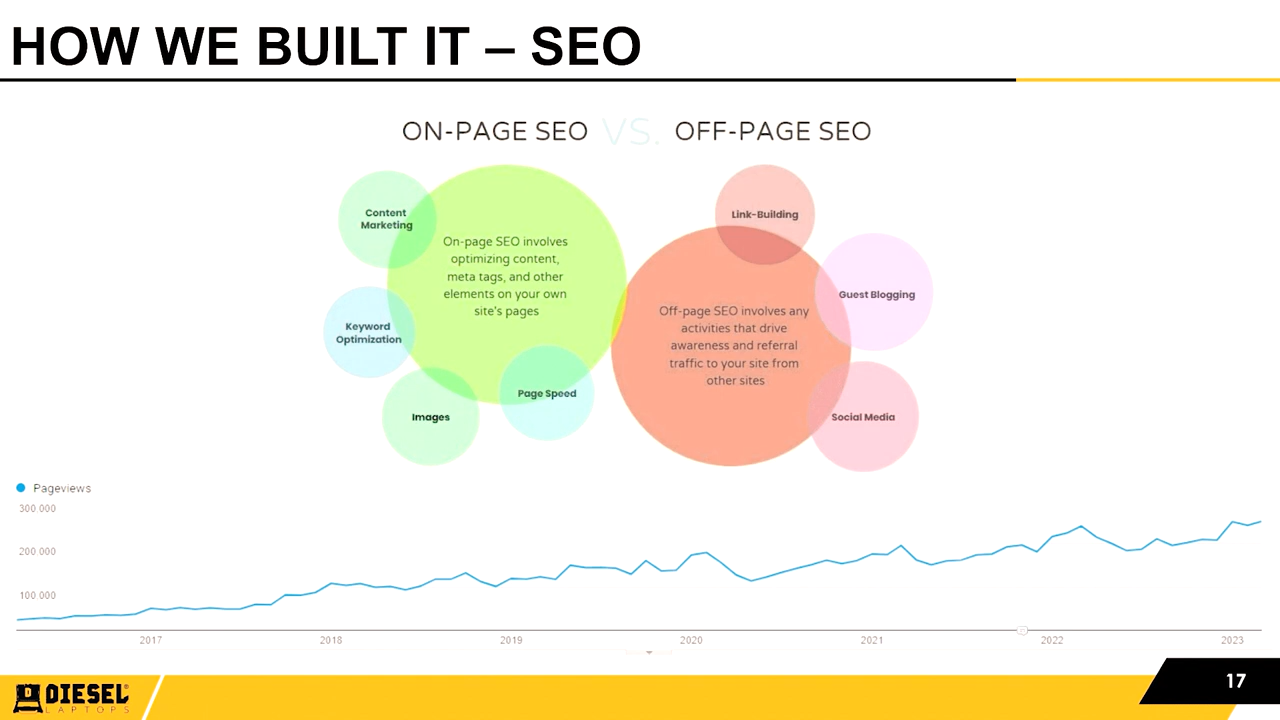 HOW WE BUILT IT – SEO
ON-PAGE SEO VS. OFF-PAGE SEO
Content
Marketing
On-page SEO involves
optimizing content,
meta tags, and other
elements on your own
site's pages
Keyword
Optimization
Images
Page Speed
Link-Building
Guest Blogging
Off-page SEO involves any
activities that drive
awareness and referral
traffic to your site from
other sites
Social Media
Pageviews
300 000
200 000
100 000
2017 2018 2019 2020 2021 2022 2023
DIESEL
LAPTOPS
17